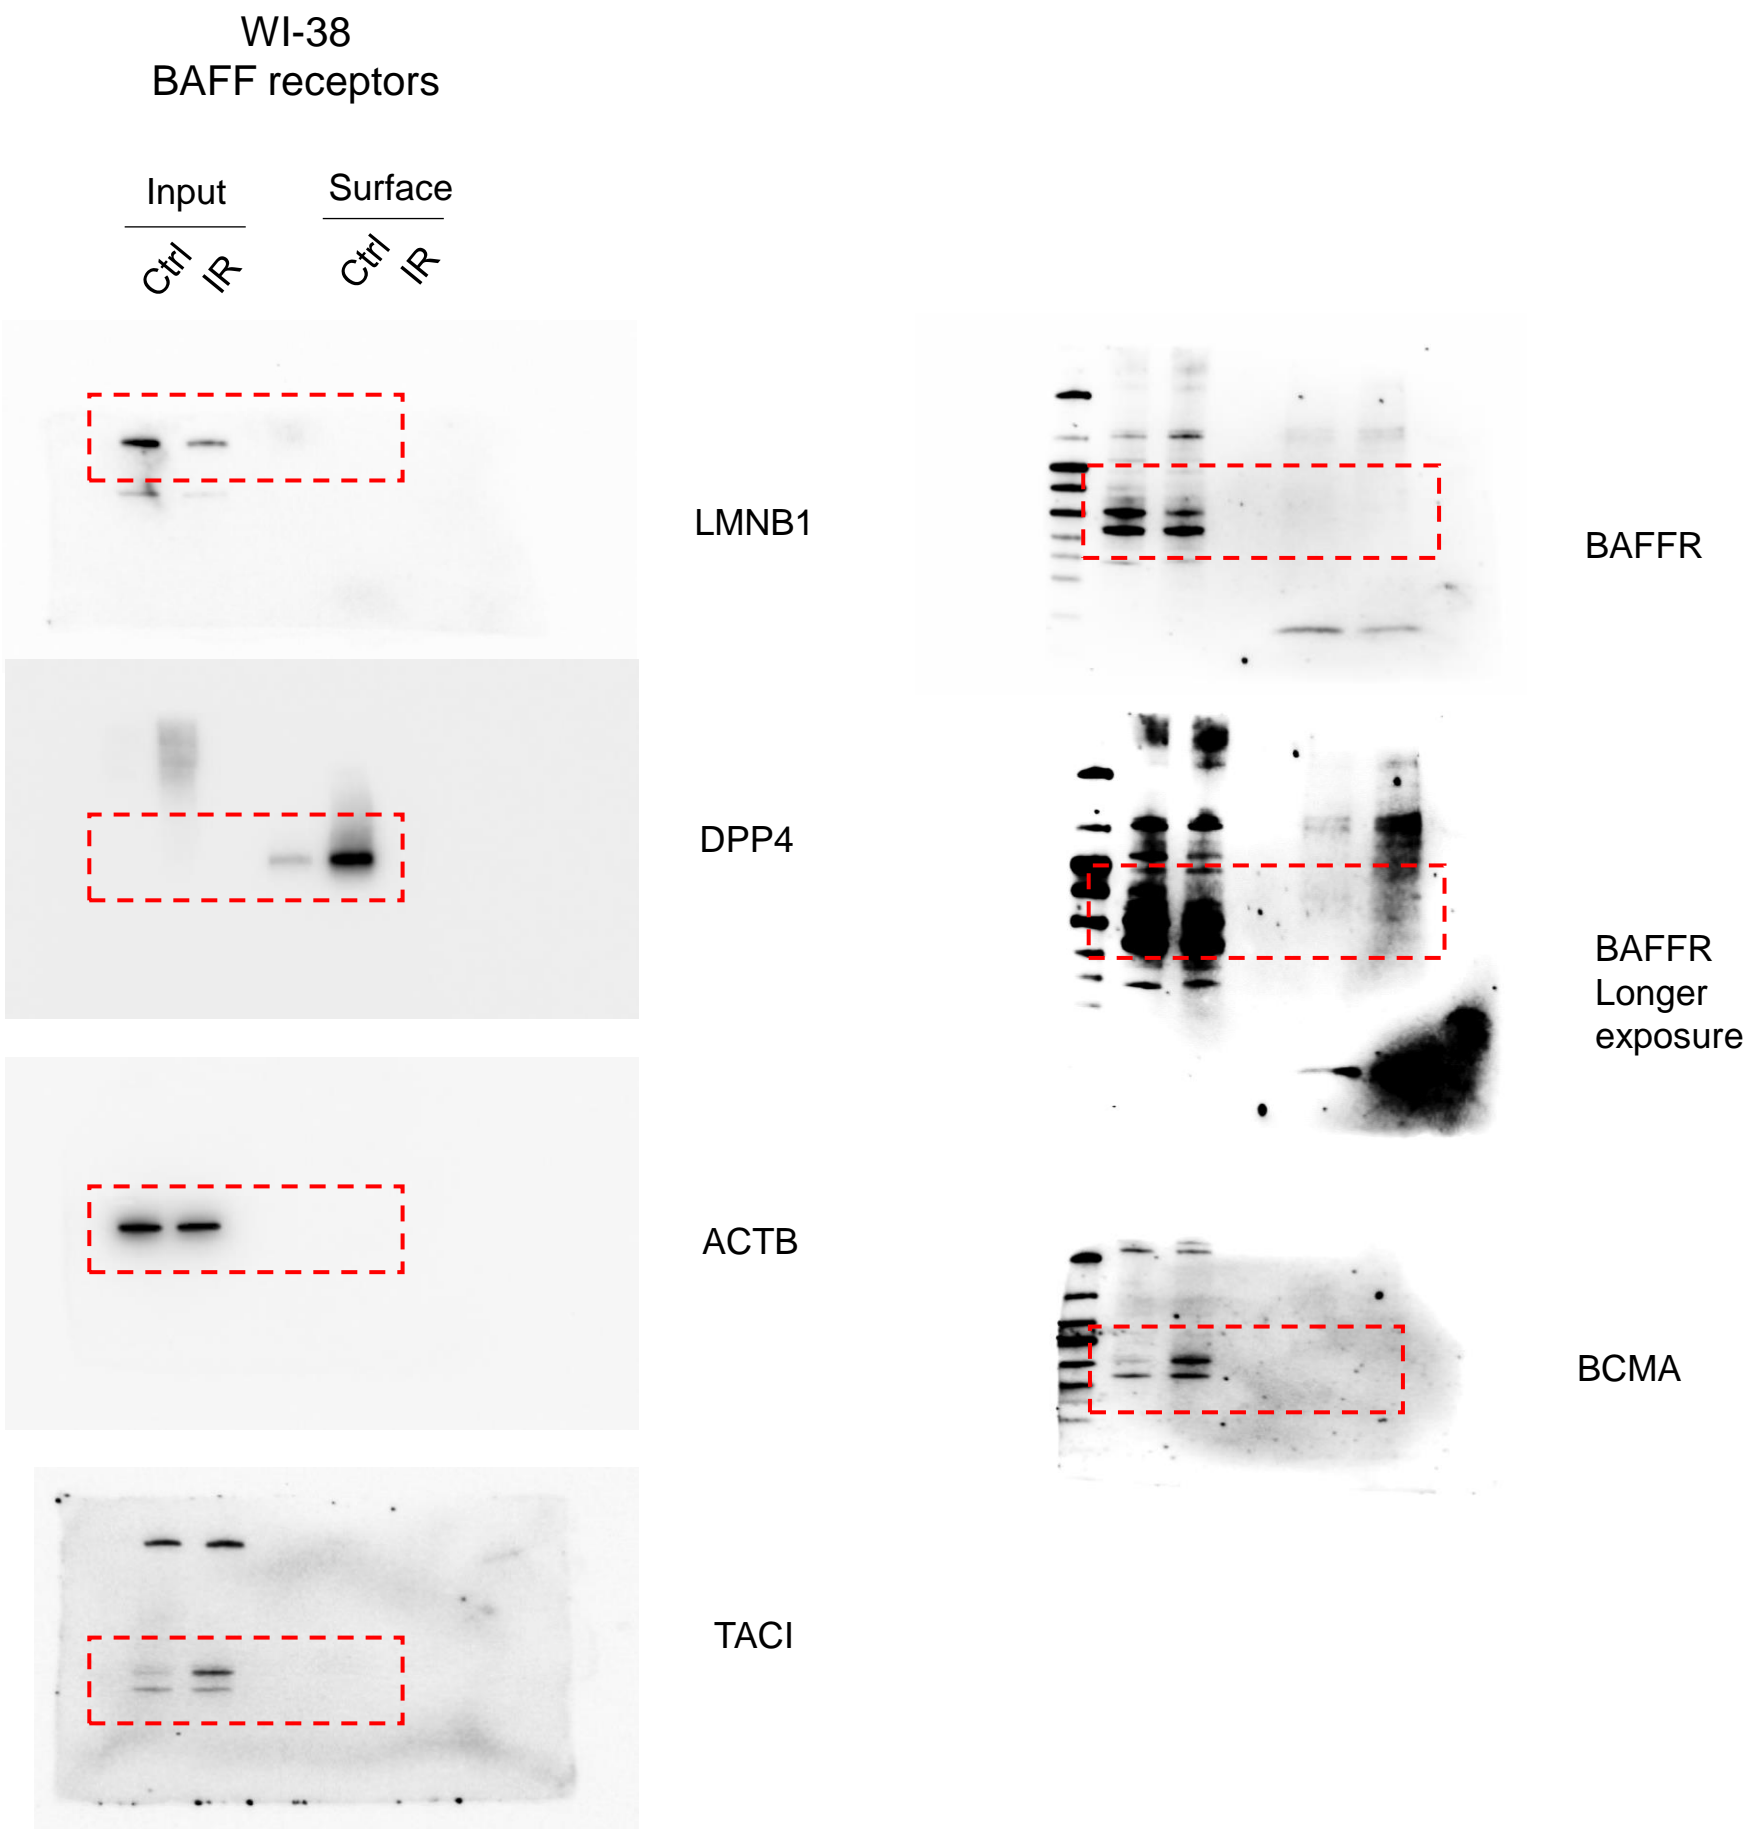 WI-38
BAFF receptors
Input
Surface
Ctrl
IR
Ctrl
IR
LMNB1
DPP4
ACTB
TACI
BAFFR
BAFFR
Longer
exposure
BCMA